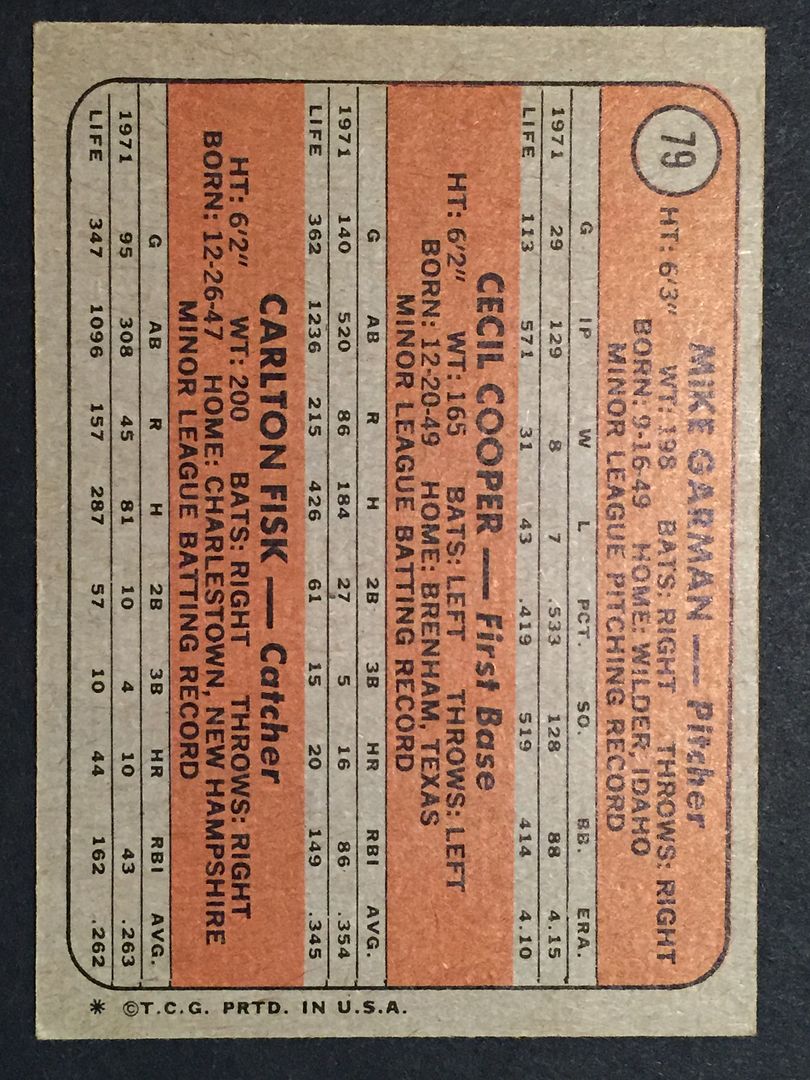 79
MIKE GARMAN — Pitcher
HT: 6'3" WT: 198 BATS: RIGHT THROWS: RIGHT
BORN: 9-16-49 HOME: WILDER, IDAHO
MINOR LEAGUE PITCHING RECORD
G IP W L PCT. SO. BB. ERA.
1971 29 129 8 7 .533 128 88 4.15
LIFE 113 571 31 43 .419 519 414 4.10
CECIL COOPER — First Base
HT: 6'2" WT: 165 BATS: LEFT THROWS: LEFT
BORN: 12-20-49 HOME: BRENHAM, TEXAS
MINOR LEAGUE BATTING RECORD
G AB R H 2B 3B HR RBI AVG.
1971 140 520 86 184 27 5 16 86 .354
LIFE 362 1236 215 426 61 15 20 149 .345
CARLTON FISK — Catcher
HT: 6'2" WT: 200 BATS: RIGHT THROWS: RIGHT
BORN: 12-26-47 HOME: CHARLESTOWN, NEW HAMPSHIRE
MINOR LEAGUE BATTING RECORD
G AB R H 2B 3B HR RBI AVG.
1971 95 308 45 81 10 4 10 43 .263
LIFE 347 1096 157 287 57 10 44 162 .262
* ©T.C.G. PRTD. IN U.S.A.